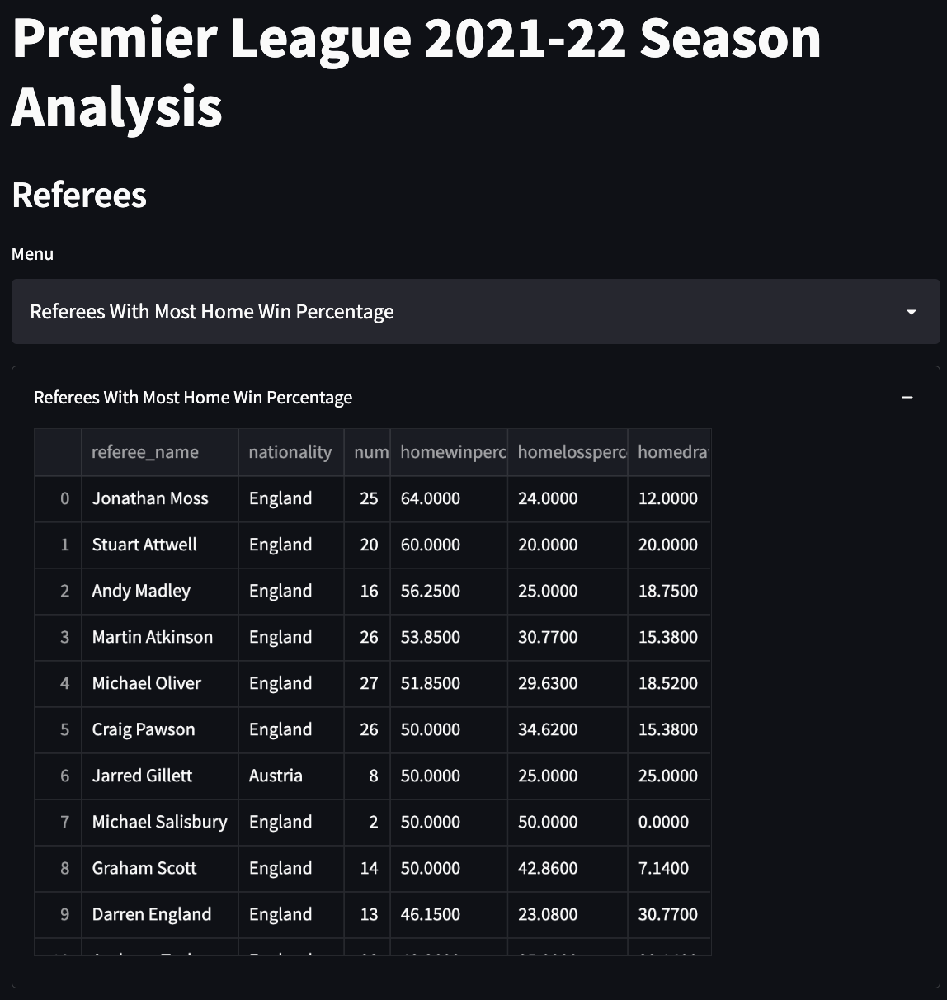 Premier League 2021-22 Season
Analysis
Referees
Menu
Referees With Most Home Win Percentage
Referees With Most Home Win Percentage
referee_name nationality num homewinperc homelossperc homedra
0 Jonathan Moss England 25 64.0000 24.0000 12.0000
1 Stuart Attwell England 20 60.0000 20.0000 20.0000
2 Andy Madley England 16 56.2500 25.0000 18.7500
3 Martin Atkinson England 26 53.8500 30.7700 15.3800
4 Michael Oliver England 27 51.8500 29.6300 18.5200
5 Craig Pawson England 26 50.0000 34.6200 15.3800
6 Jarred Gillett Austria 8 50.0000 25.0000 25.0000
7 Michael Salisbury England 2 50.0000 50.0000 0.0000
8 Graham Scott England 14 50.0000 42.8600 7.1400
9 Darren England England 13 46.1500 23.0800 30.7700